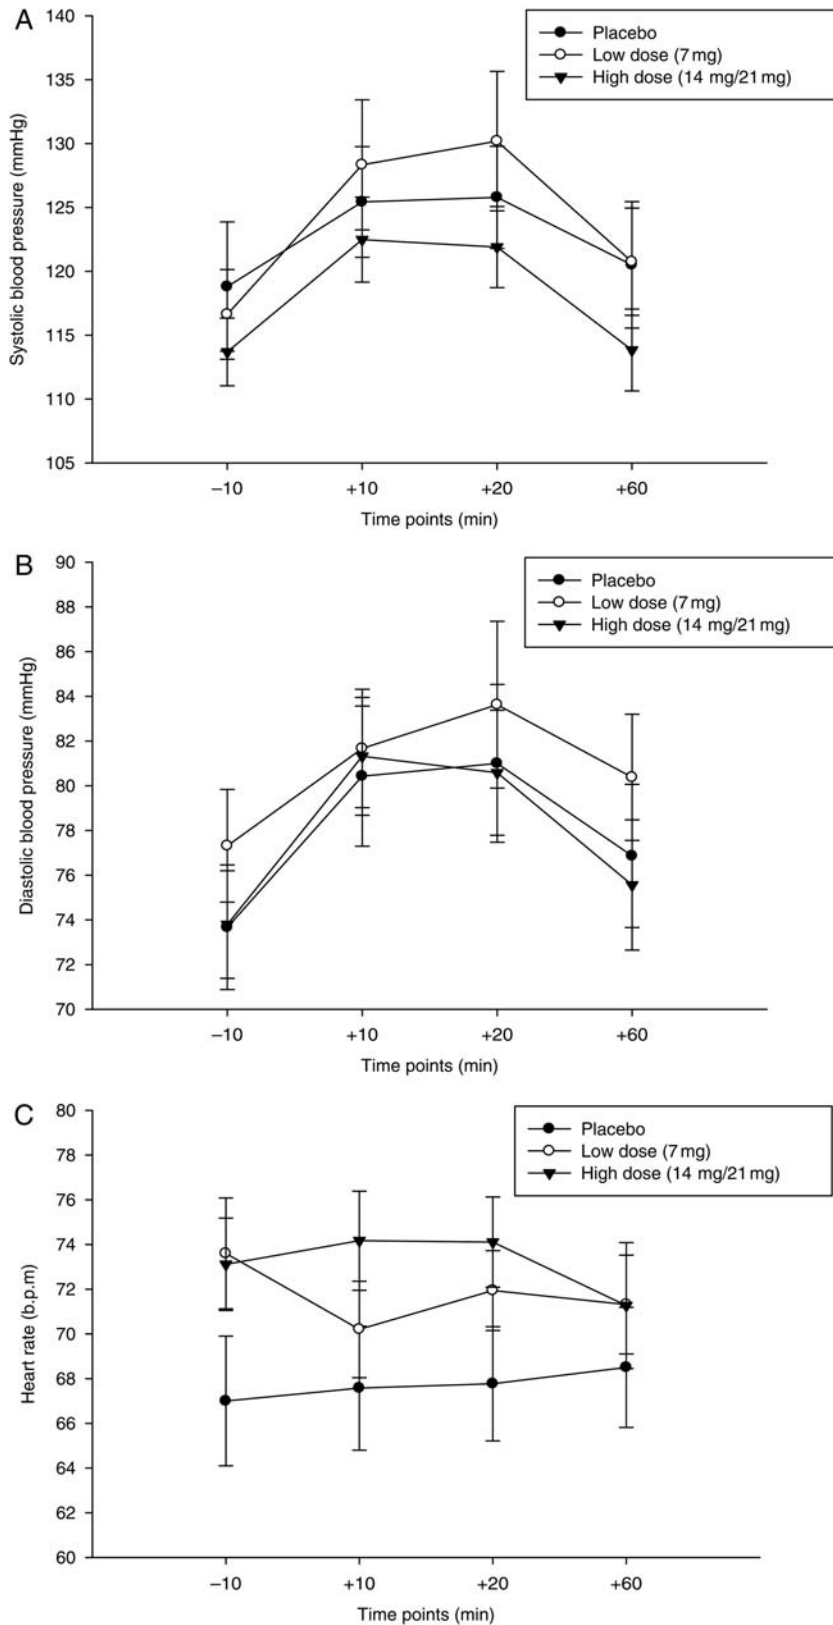 A
140
135
130
125
120
115
110
105
Systolic blood pressure (mmHg)
Placebo
Low dose (7 mg)
High dose (14 mg/21 mg)
–10 +10 +20 +60
Time points (min)
B
90
88
86
84
82
80
78
76
74
72
70
Diastolic blood pressure (mmHg)
Placebo
Low dose (7 mg)
High dose (14 mg/21 mg)
–10 +10 +20 +60
Time points (min)
C
80
78
76
74
72
70
68
66
64
62
60
Heart rate (b.p.m)
Placebo
Low dose (7 mg)
High dose (14 mg/21 mg)
–10 +10 +20 +60
Time points (min)